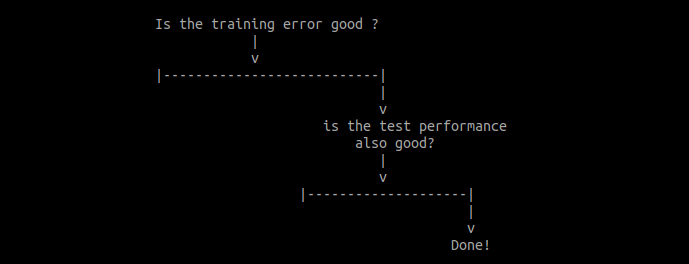 Is the training error good ?
|
v
|---------------------------|
|
v
is the test performance
also good?
|
v
|--------------------|
|
v
Done!